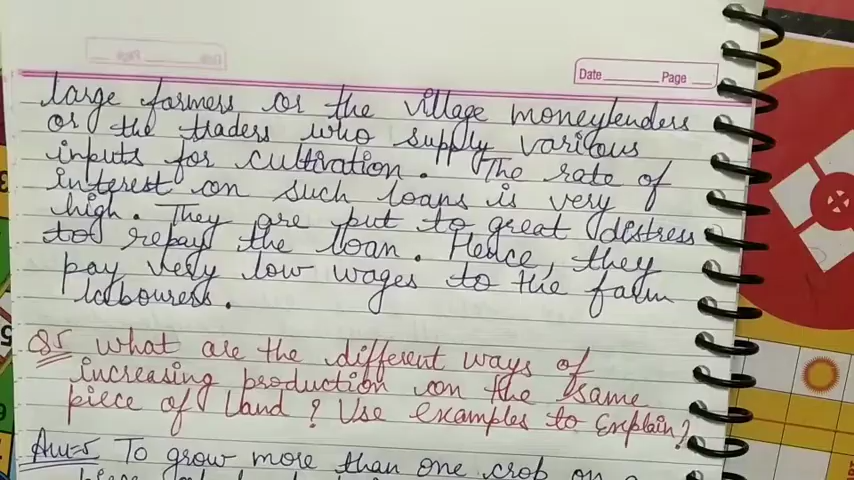 Date Page
large farmers or the village moneylenders
or the traders who supply various
inputs for cultivation. The rate of
interest on such loans is very
high. They are put to great distress
to repay the loan. Hence, they
pay very low wages to the farm
labourers.
Q5 What are the different ways of
increasing production on the same
piece of land? Use examples to Explain?
Ans-5 To grow more than one crop on a